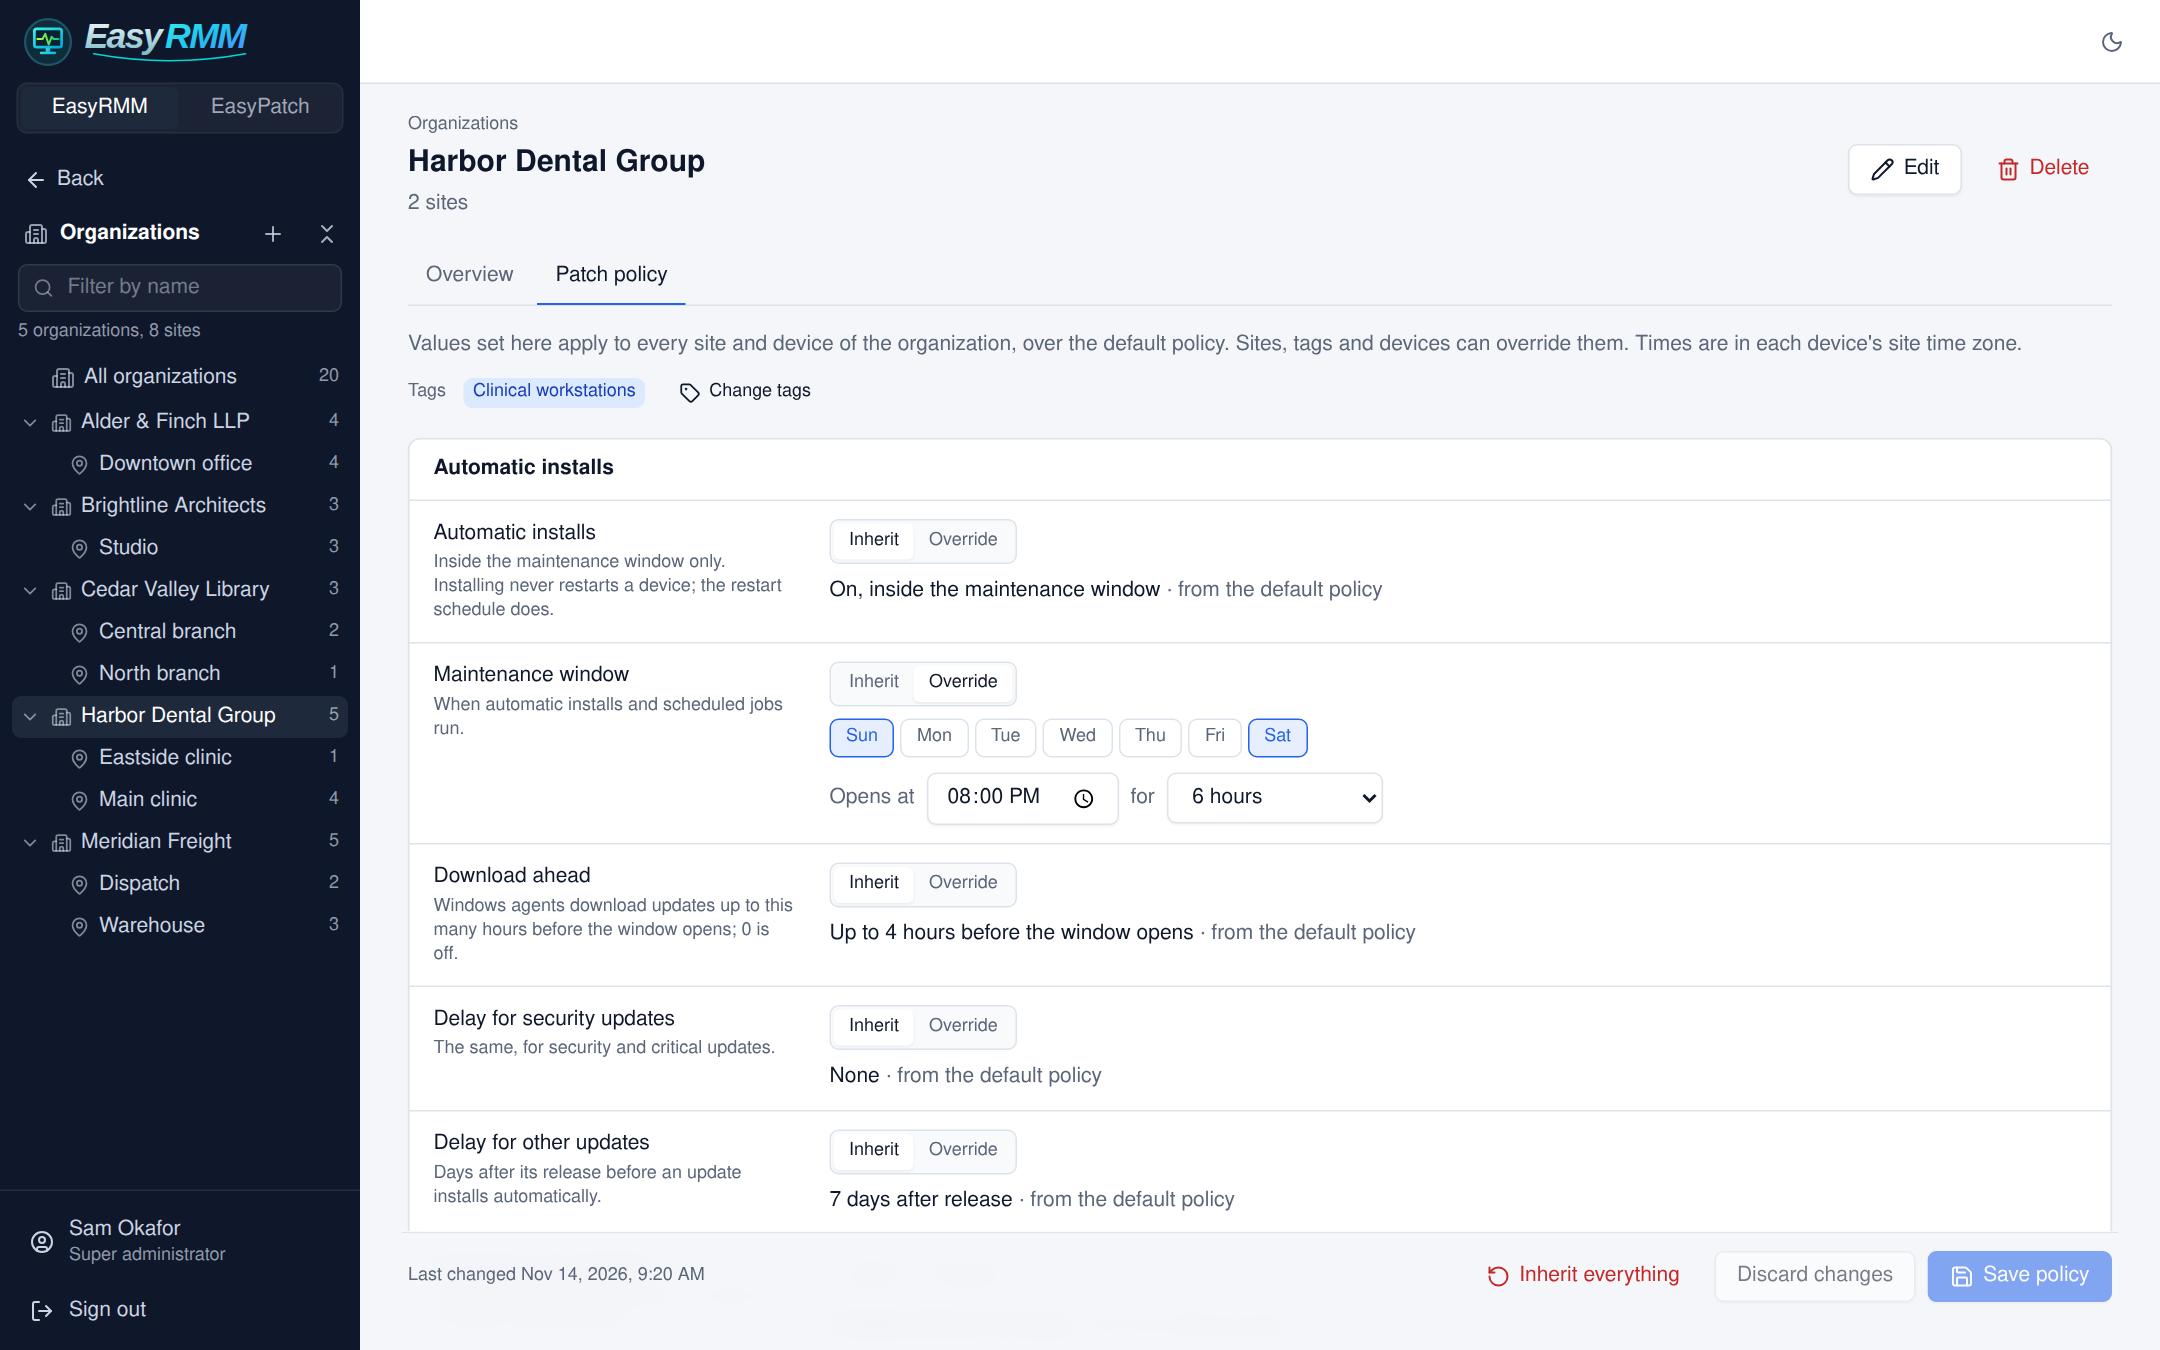 EasyRMM
EasyRMM
EasyPatch
Back
Organizations
Filter by name
5 organizations, 8 sites
All organizations 20
Alder & Finch LLP 4
Downtown office 4
Brightline Architects 3
Studio 3
Cedar Valley Library 3
Central branch 2
North branch 1
Harbor Dental Group 5
Eastside clinic 1
Main clinic 4
Meridian Freight 5
Dispatch 2
Warehouse 3
Sam Okafor
Super administrator
Sign out
Organizations
Harbor Dental Group
2 sites
Edit
Delete
Overview
Patch policy
Values set here apply to every site and device of the organization, over the default policy. Sites, tags and devices can override them. Times are in each device's site time zone.
Tags Clinical workstations Change tags
Automatic installs
Automatic installs
Inside the maintenance window only.
Installing never restarts a device; the restart
schedule does.
Inherit Override
On, inside the maintenance window · from the default policy
Maintenance window
When automatic installs and scheduled jobs
run.
Inherit Override
Sun Mon Tue Wed Thu Fri Sat
Opens at 08:00 PM for 6 hours
Download ahead
Windows agents download updates up to this
many hours before the window opens; 0 is
off.
Inherit Override
Up to 4 hours before the window opens · from the default policy
Delay for security updates
The same, for security and critical updates.
Inherit Override
None · from the default policy
Delay for other updates
Days after its release before an update
installs automatically.
Inherit Override
7 days after release · from the default policy
Last changed Nov 14, 2026, 9:20 AM
Inherit everything
Discard changes
Save policy